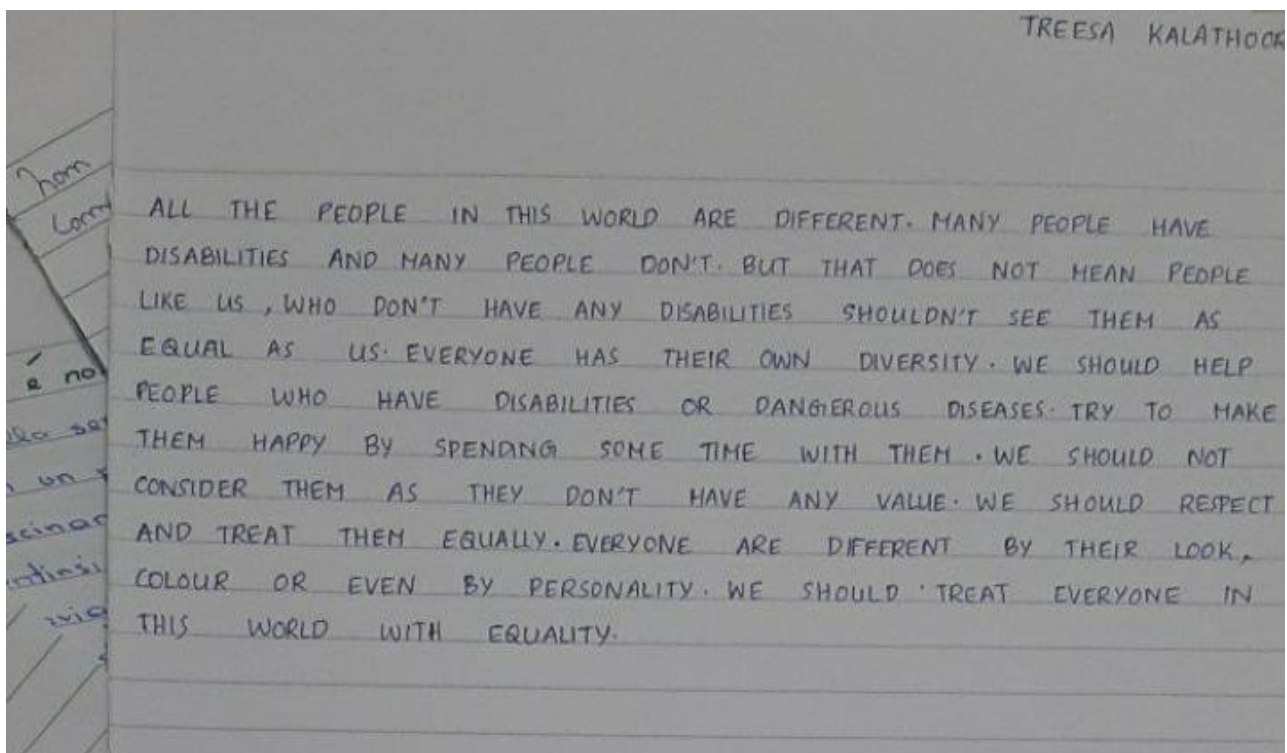 TREESA KALATHOOR
ALL THE PEOPLE IN THIS WORLD ARE DIFFERENT. MANY PEOPLE HAVE
DISABILITIES AND MANY PEOPLE DON'T. BUT THAT DOES NOT MEAN PEOPLE
LIKE US, WHO DON'T HAVE ANY DISABILITIES SHOULDN'T SEE THEM AS
EQUAL AS US. EVERYONE HAS THEIR OWN DIVERSITY. WE SHOULD HELP
PEOPLE WHO HAVE DISABILITIES OR DANGEROUS DISEASES. TRY TO MAKE
THEM HAPPY BY SPENDING SOME TIME WITH THEM. WE SHOULD NOT
CONSIDER THEM AS THEY DON'T HAVE ANY VALUE. WE SHOULD RESPECT
AND TREAT THEM EQUALLY. EVERYONE ARE DIFFERENT BY THEIR LOOK,
COLOUR OR EVEN BY PERSONALITY. WE SHOULD TREAT EVERYONE IN
THIS WORLD WITH EQUALITY.